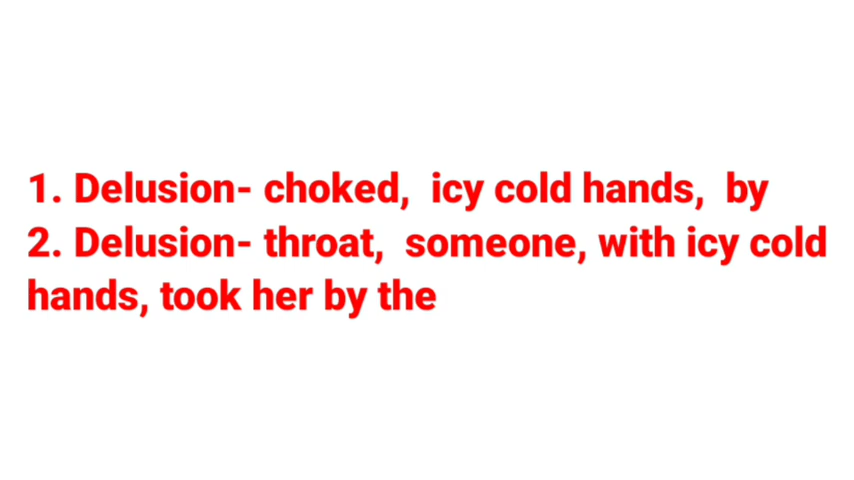 1. Delusion- choked,  icy cold hands,  by
2. Delusion- throat,  someone, with icy cold
hands, took her by the